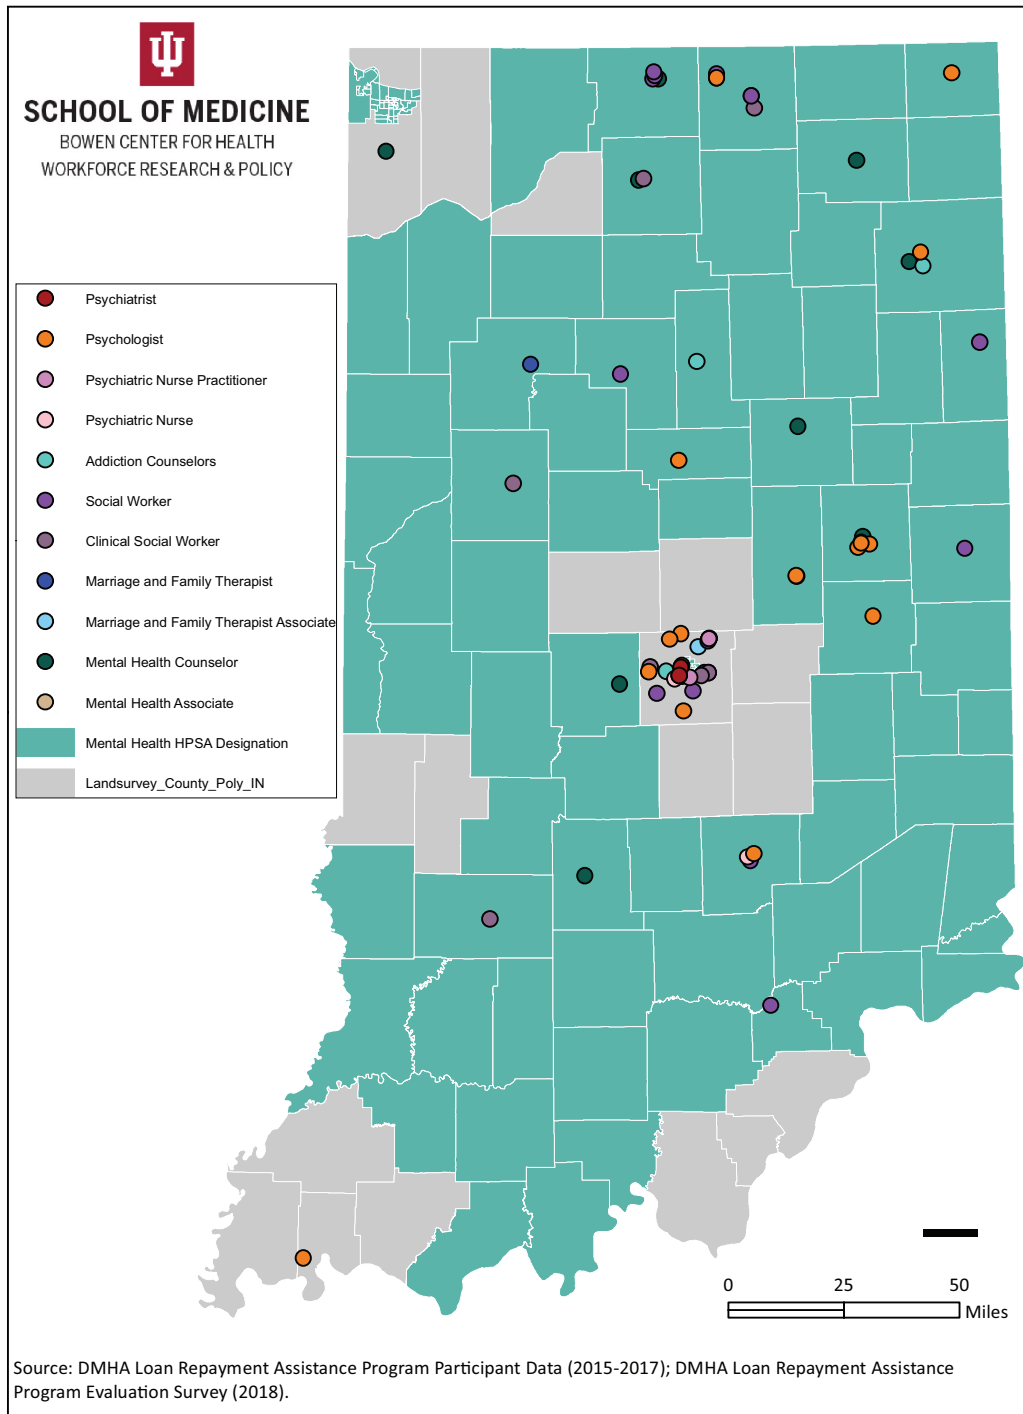 SCHOOL OF MEDICINE
BOWEN CENTER FOR HEALTH
WORKFORCE RESEARCH & POLICY
Psychiatrist
Psychologist
Psychiatric Nurse Practitioner
Psychiatric Nurse
Addiction Counselors
Social Worker
Clinical Social Worker
Marriage and Family Therapist
Marriage and Family Therapist Associate
Mental Health Counselor
Mental Health Associate
Mental Health HPSA Designation
Landsurvey_County_Poly_IN
0 25 50
Miles
Source: DMHA Loan Repayment Assistance Program Participant Data (2015-2017); DMHA Loan Repayment Assistance
Program Evaluation Survey (2018).